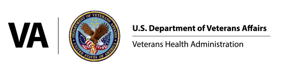 VA
U.S. Department of Veterans Affairs
Veterans Health Administration